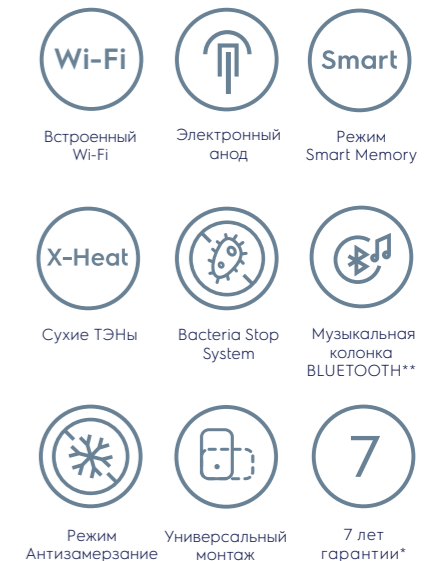 Wi-Fi
Встроенный
Wi-Fi
Электронный
анод
Smart
Режим
Smart Memory
X-Heat
Сухие ТЭНы
Bacteria Stop
System
Музыкальная
колонка
BLUETOOTH**
Режим
Антизамерзание
Универсальный
монтаж
7
7 лет
гарантии*